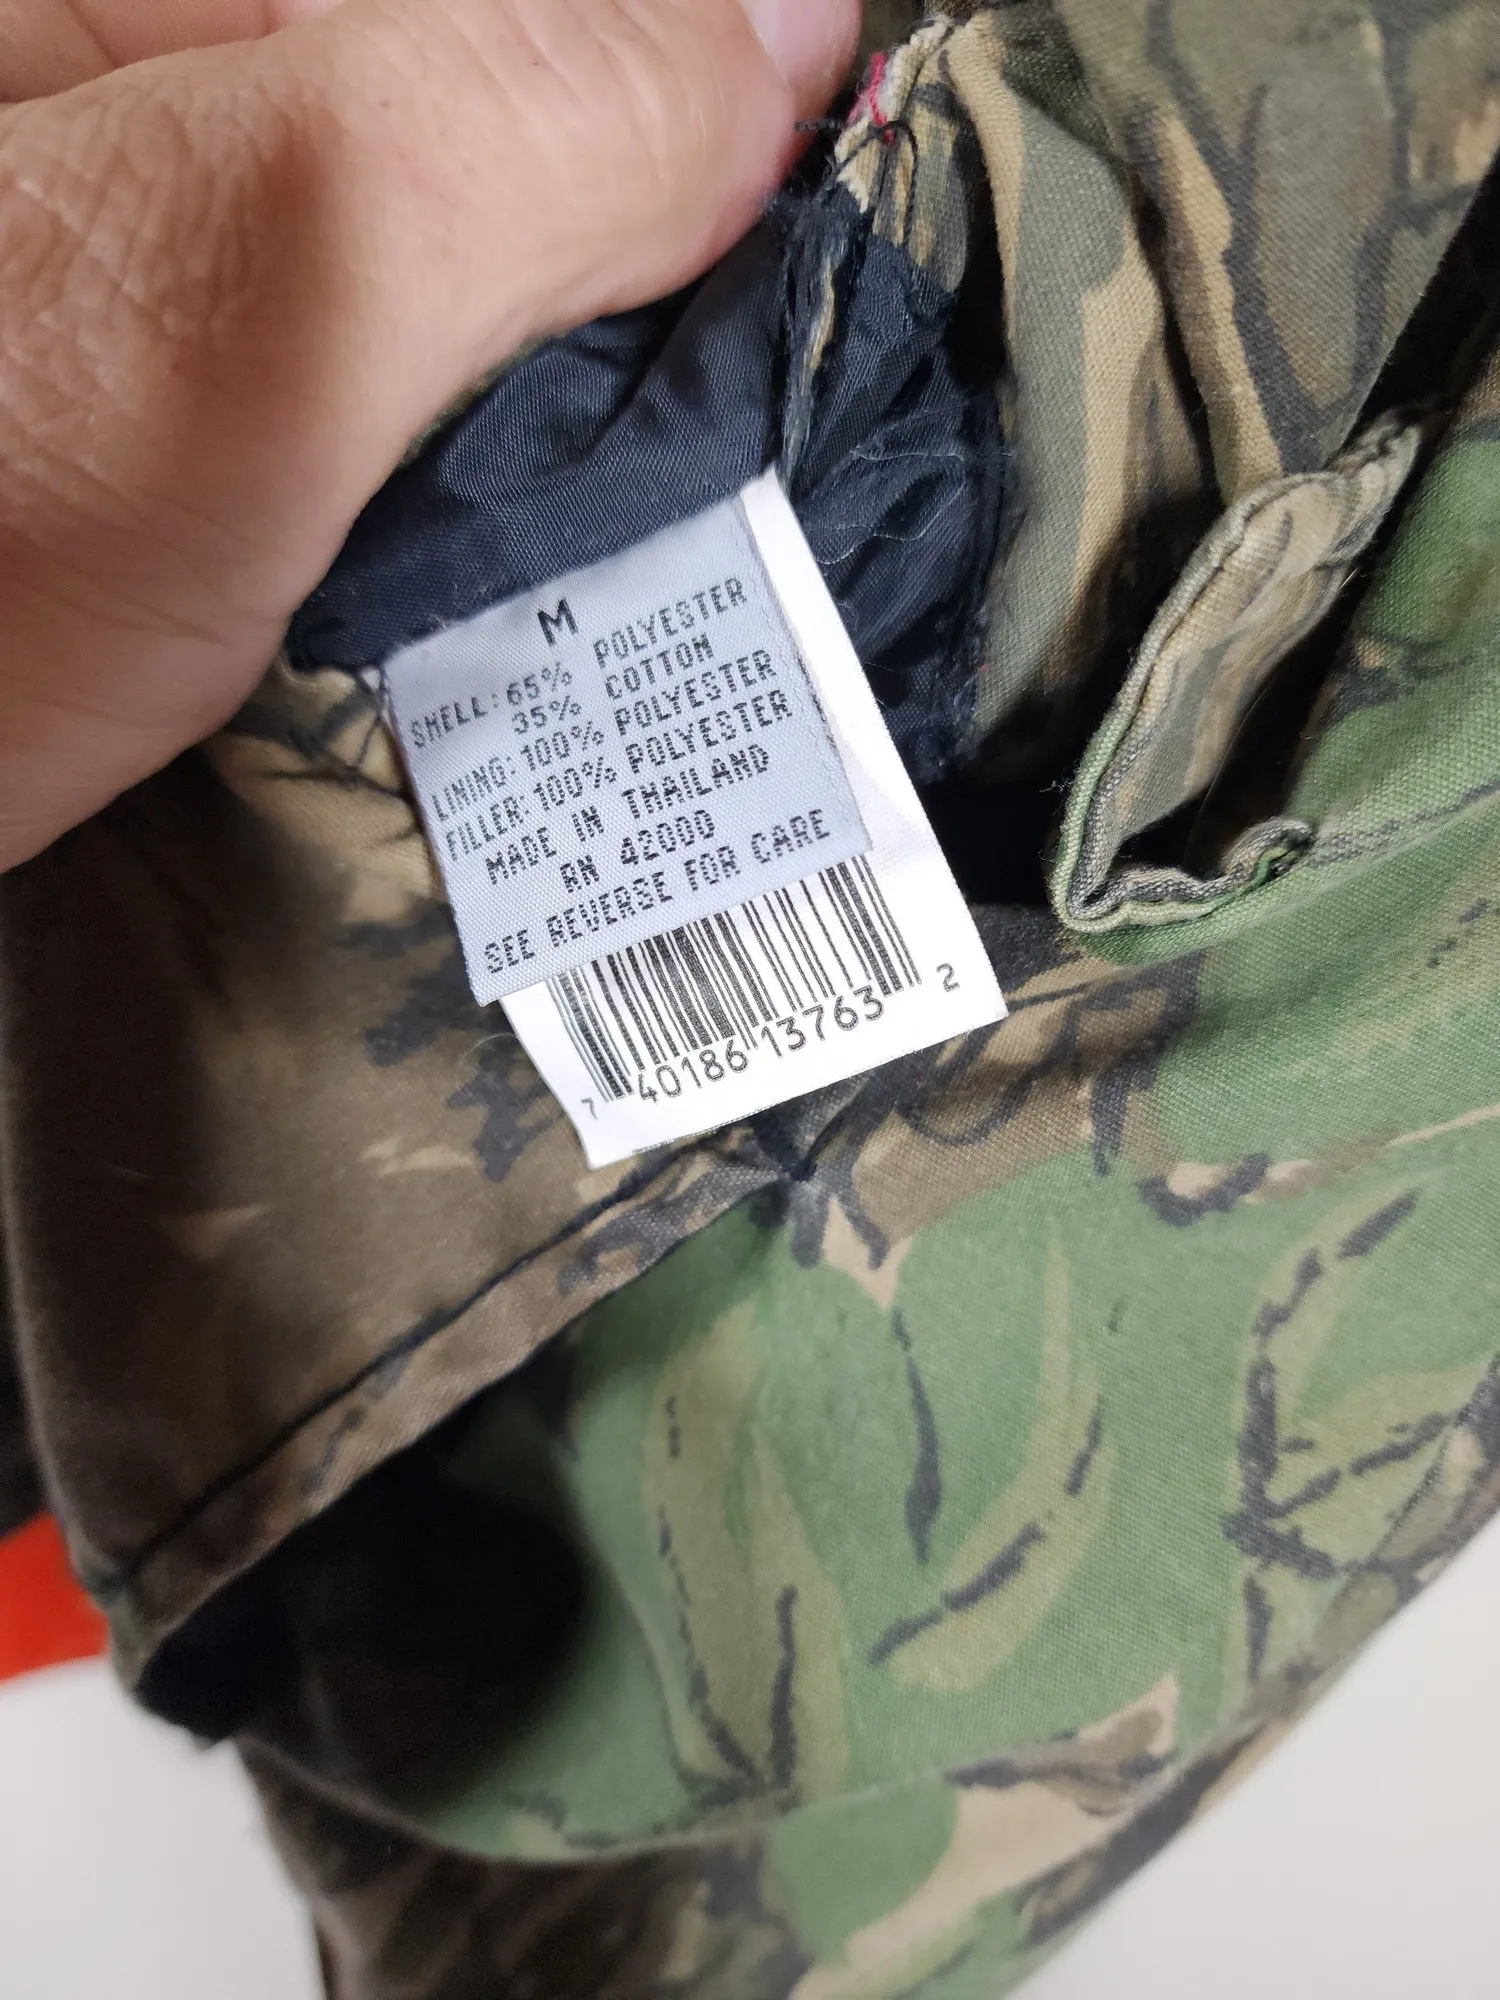 M
SHELL: 65% POLYESTER
35% COTTON
LINING: 100% POLYESTER
FILLER: 100% POLYESTER
MADE IN THAILAND
RN 42000
SEE REVERSE FOR CARE
7 40186 13763 2